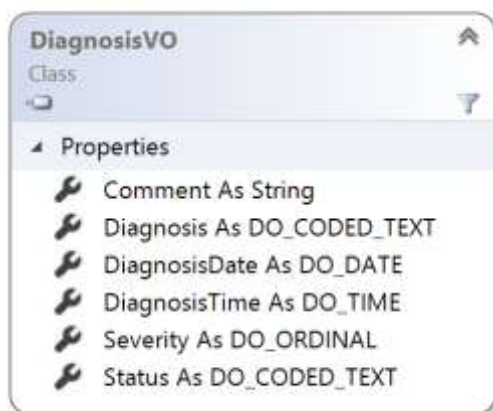 DiagnosisVO
Class
Properties
Comment As String
Diagnosis As DO_CODED_TEXT
DiagnosisDate As DO_DATE
DiagnosisTime As DO_TIME
Severity As DO_ORDINAL
Status As DO_CODED_TEXT